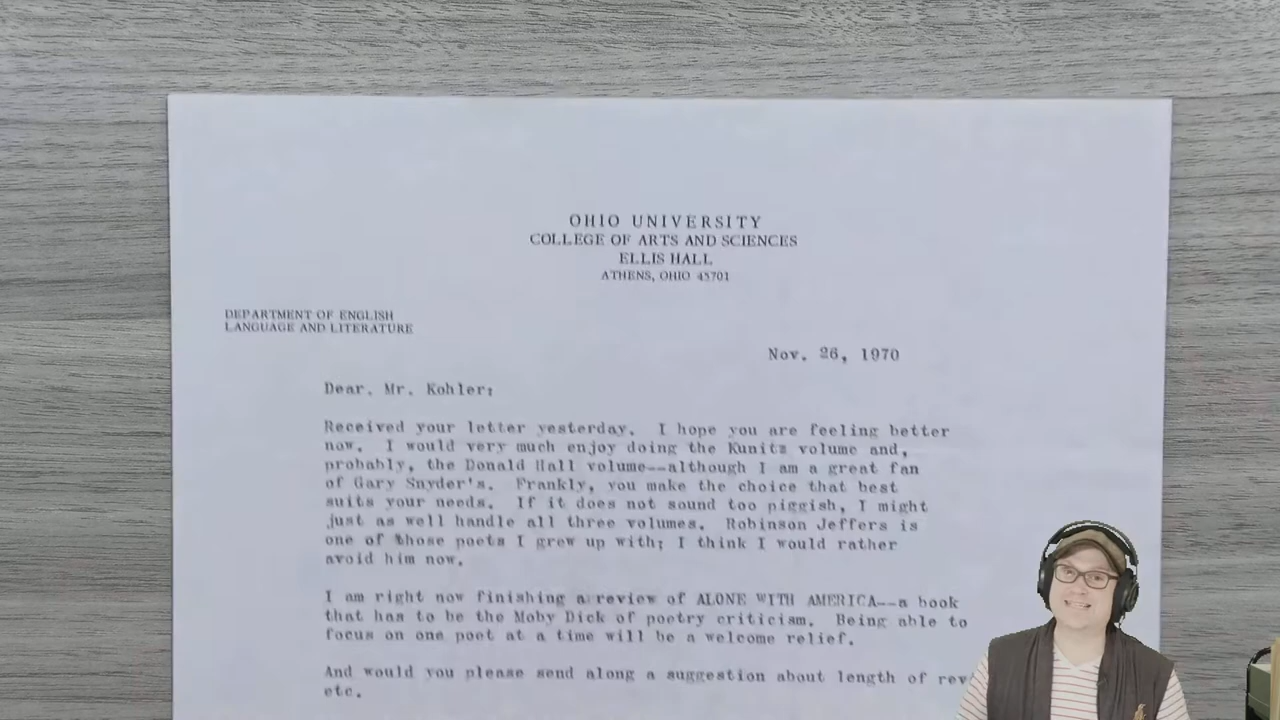 OHIO UNIVERSITY
COLLEGE OF ARTS AND SCIENCES
ELLIS HALL
ATHENS, OHIO 45701
DEPARTMENT OF ENGLISH
LANGUAGE AND LITERATURE
Nov. 26, 1970
Dear. Mr. Kohler:
Received your letter yesterday. I hope you are feeling better
now. I would very much enjoy doing the Kunitz volume and,
probably, the Donald Hall volume--although I am a great fan
of Gary Snyder's. Frankly, you make the choice that best
suits your needs. If it does not sound too piggish, I might
just as well handle all three volumes. Robinson Jeffers is
one of those poets I grew up with; I think I would rather
avoid him now.
I am right now finishing a review of ALONE WITH AMERICA--a book
that has to be the Moby Dick of poetry criticism. Being able to
focus on one poet at a time will be a welcome relief.
And would you please send along a suggestion about length of rev
etc.